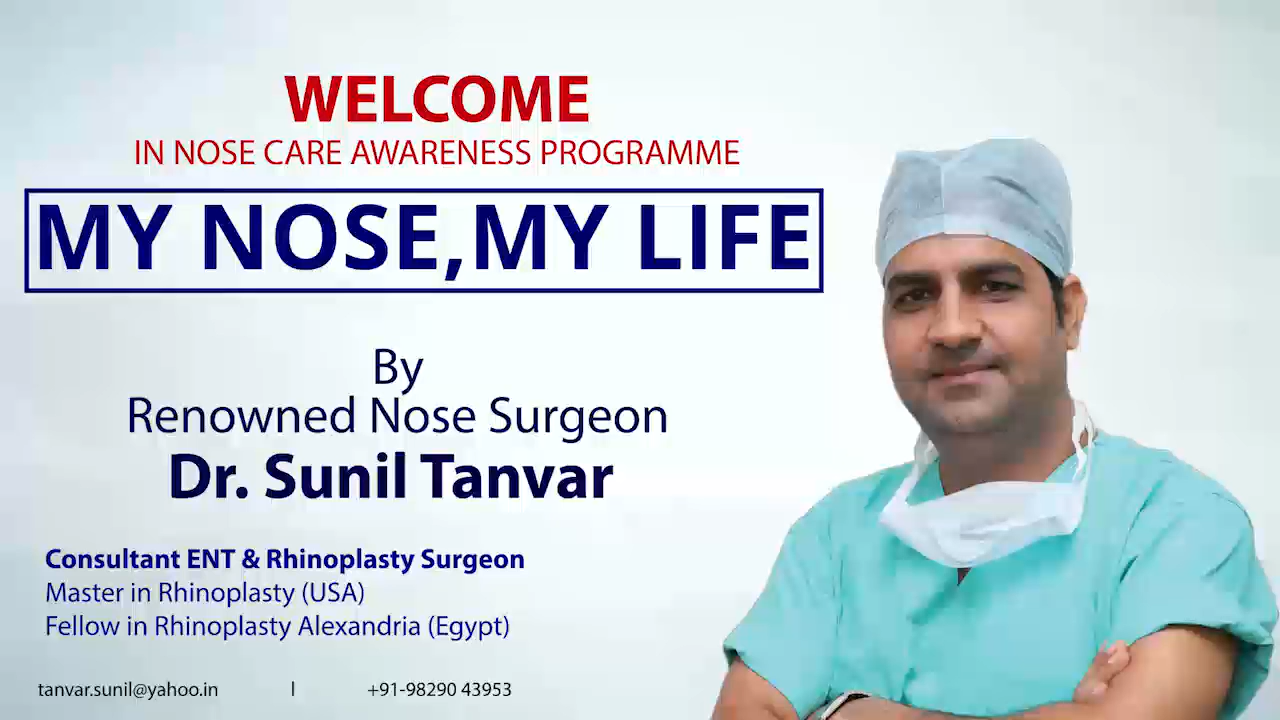 WELCOME
IN NOSE CARE AWARENESS PROGRAMME
MY NOSE,MY LIFE
By
Renowned Nose Surgeon
Dr. Sunil Tanvar
Consultant ENT & Rhinoplasty Surgeon
Master in Rhinoplasty (USA)
Fellow in Rhinoplasty Alexandria (Egypt)
tanvar.sunil@yahoo.in | +91-98290 43953